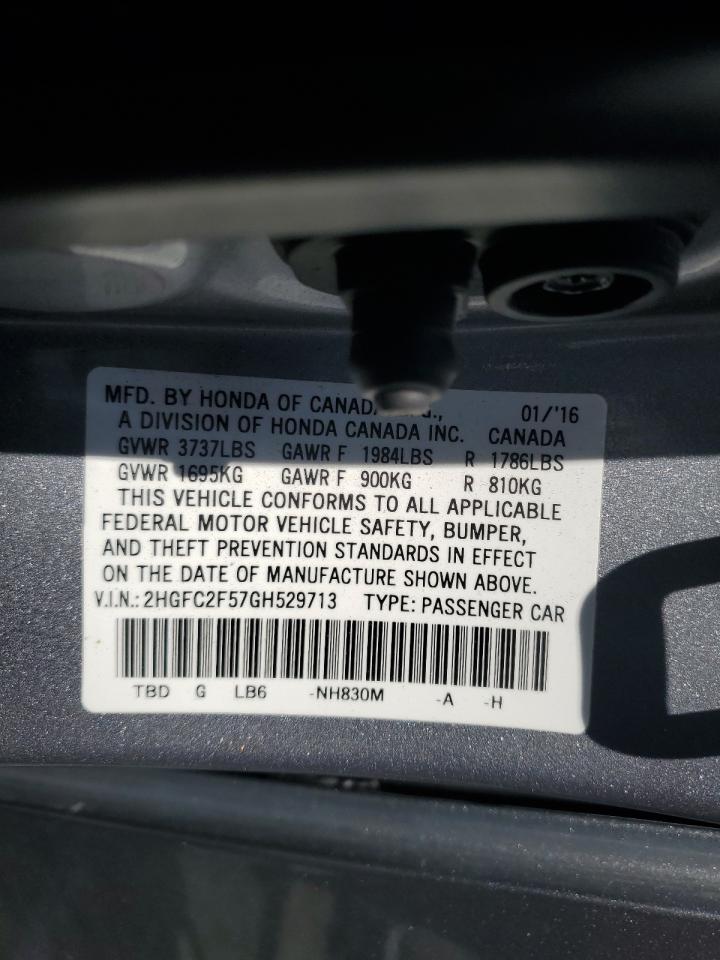 MFD. BY HONDA OF CANADA 01/'16
A DIVISION OF HONDA CANADA INC. CANADA
GVWR 3737LBS GAWR F 1984LBS R 1786LBS
GVWR 1695KG GAWR F 900KG R 810KG
THIS VEHICLE CONFORMS TO ALL APPLICABLE
FEDERAL MOTOR VEHICLE SAFETY, BUMPER,
AND THEFT PREVENTION STANDARDS IN EFFECT
ON THE DATE OF MANUFACTURE SHOWN ABOVE.
V.I.N.: 2HGFC2F57GH529713 TYPE: PASSENGER CAR
TBD G LB6 -NH830M -A -H